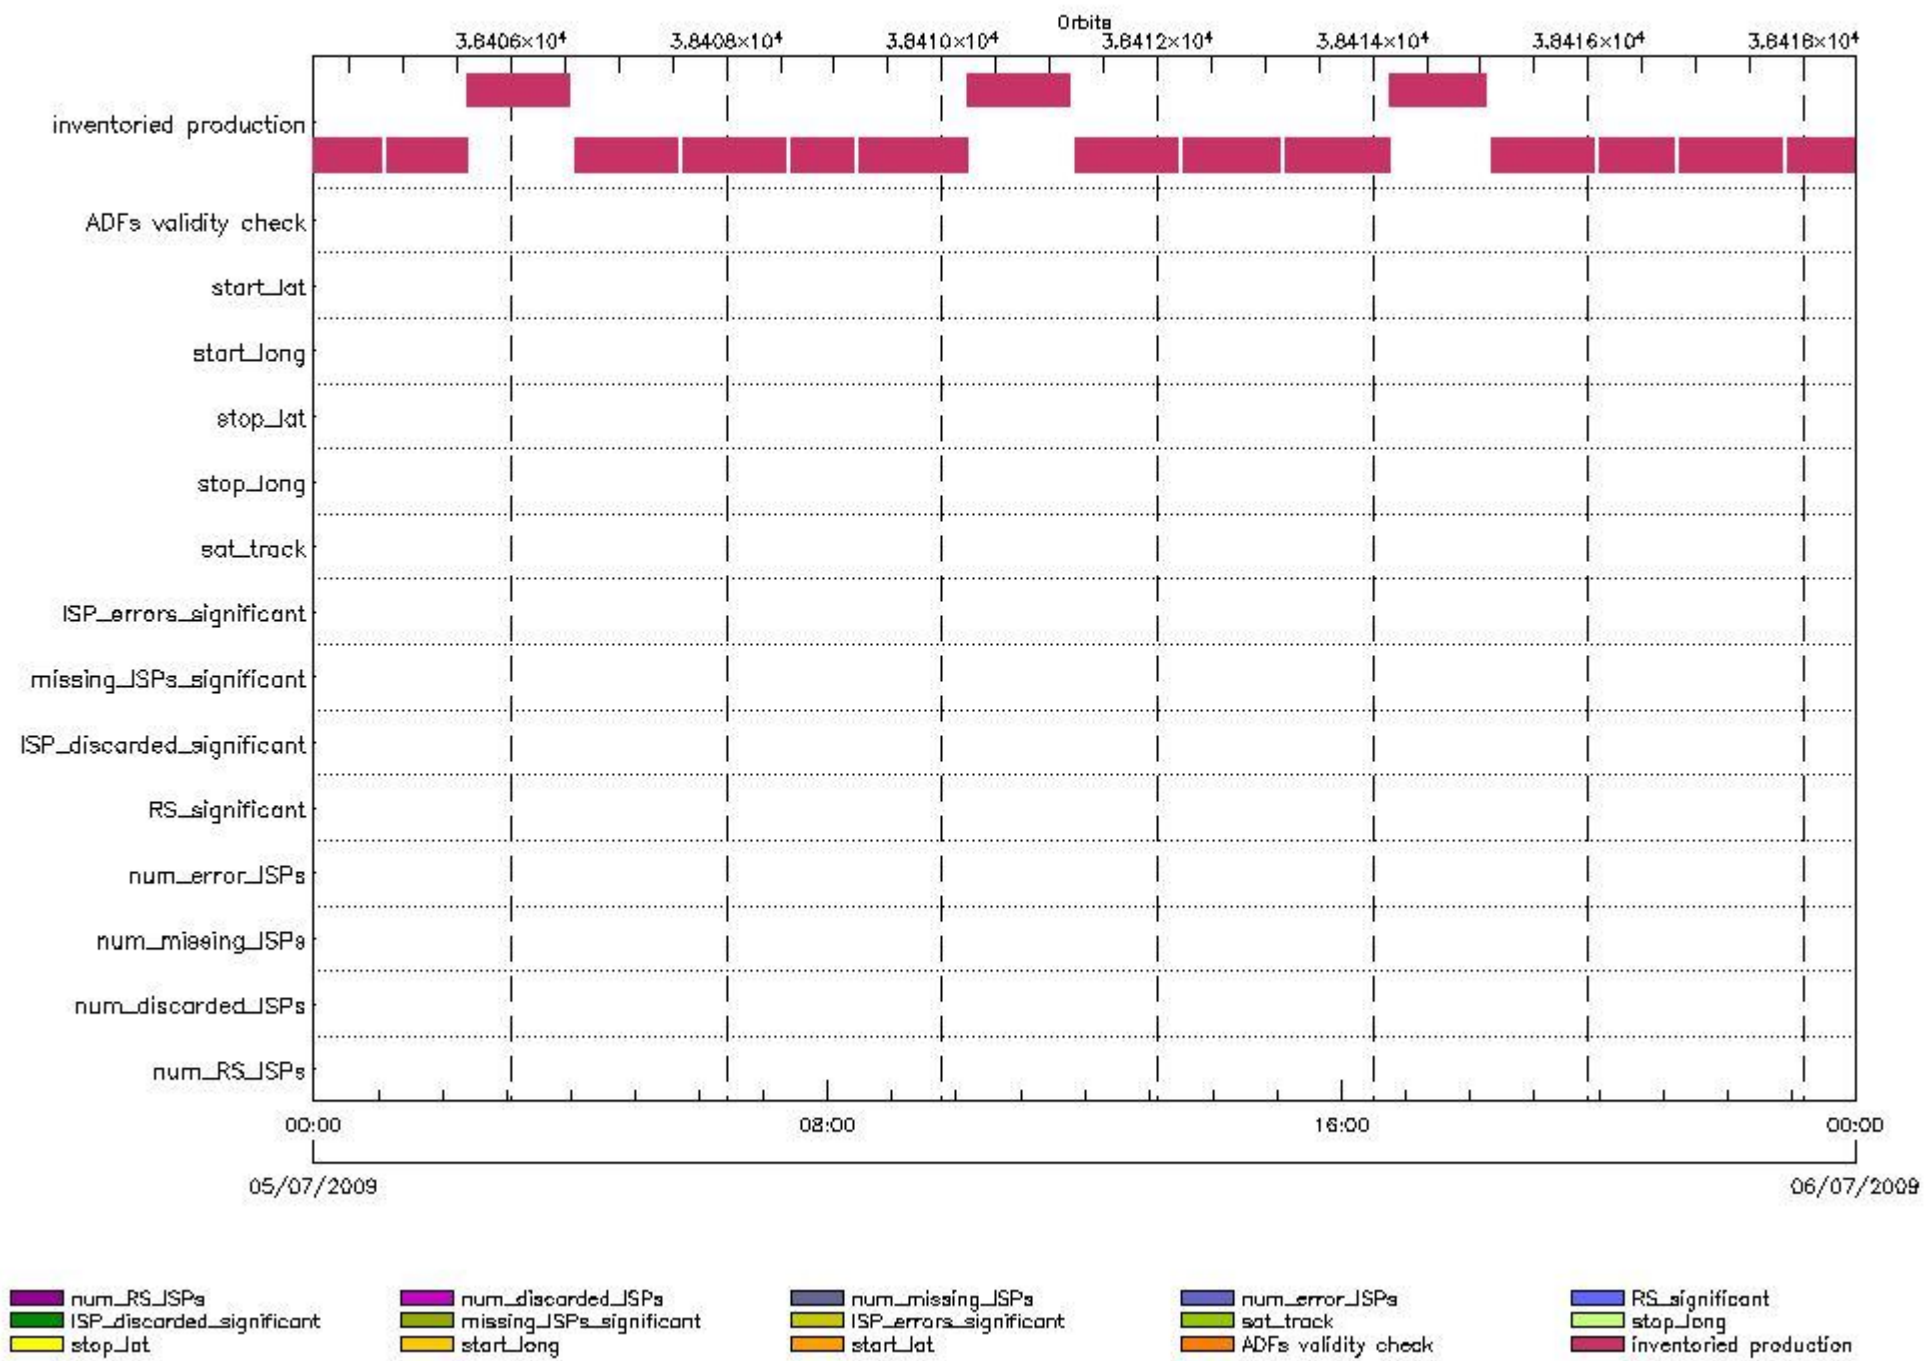 Orbits
3.8406×10⁴ 3.8408×10⁴ 3.8410×10⁴ 3.8412×10⁴ 3.8414×10⁴ 3.8416×10⁴ 3.8418×10⁴
inventoried production
ADFs validity check
start_lat
start_long
stop_lat
stop_long
sat_track
ISP_errors_significant
missing_ISPs_significant
ISP_discarded_significant
RS_significant
num_error_ISPs
num_missing_ISPs
num_discarded_ISPs
num_RS_ISPs
00:00 08:00 16:00 00:00
05/07/2009 06/07/2009
num_RS_ISPs num_discarded_ISPs num_missing_ISPs num_error_ISPs RS_significant
ISP_discarded_significant missing_ISPs_significant ISP_errors_significant sat_track stop_long
stop_lat start_long start_lat ADFs validity check inventoried production